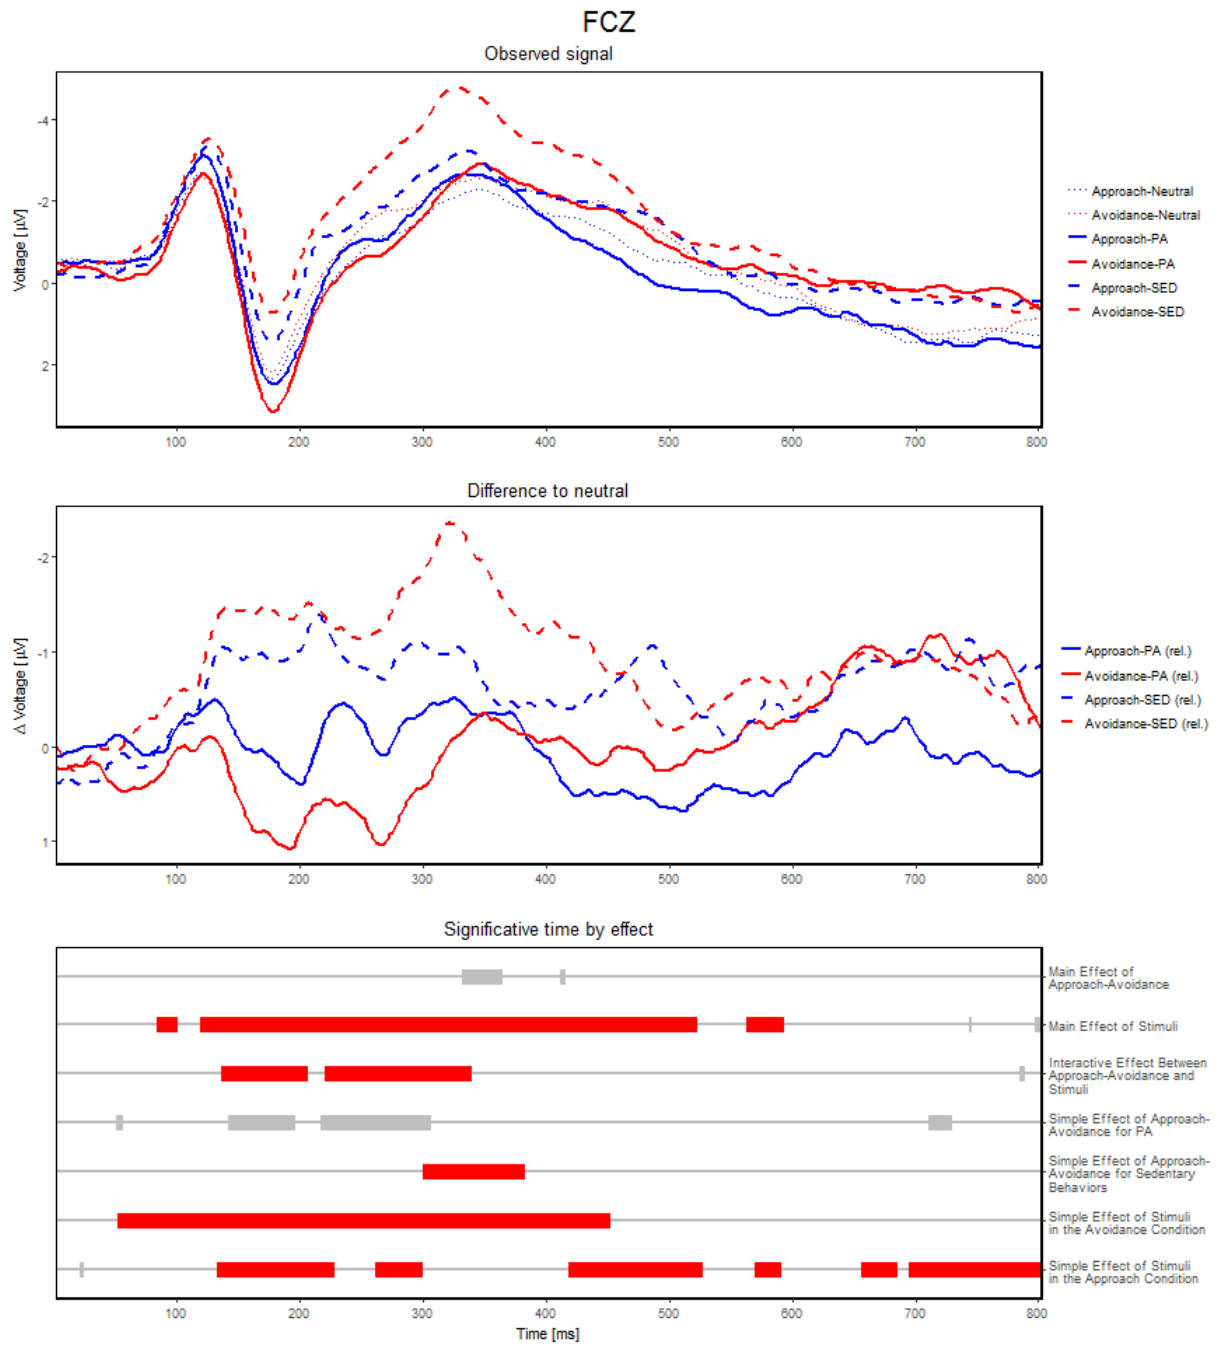 FCZ
Observed signal
Voltage [ µV]
-4
-2
0
2
100 200 300 400 500 600 700 800
Approach-Neutral
Avoidance-Neutral
Approach-PA
Avoidance-PA
Approach-SED
Avoidance-SED
Difference to neutral
Δ Voltage [ µV]
-2
-1
0
1
100 200 300 400 500 600 700 800
Approach-PA (rel.)
Avoidance-PA (rel.)
Approach-SED (rel.)
Avoidance-SED (rel.)
Significative time by effect
Main Effect of
Approach-Avoidance
Main Effect of Stimuli
Interactive Effect Between
Approach-Avoidance and
Stimuli
Simple Effect of Approach-
Avoidance for PA
Simple Effect of Approach-
Avoidance for Sedentary
Behaviors
Simple Effect of Stimuli
in the Avoidance Condition
Simple Effect of Stimuli
in the Approach Condition
100 200 300 400 500 600 700 800
Time [ms]